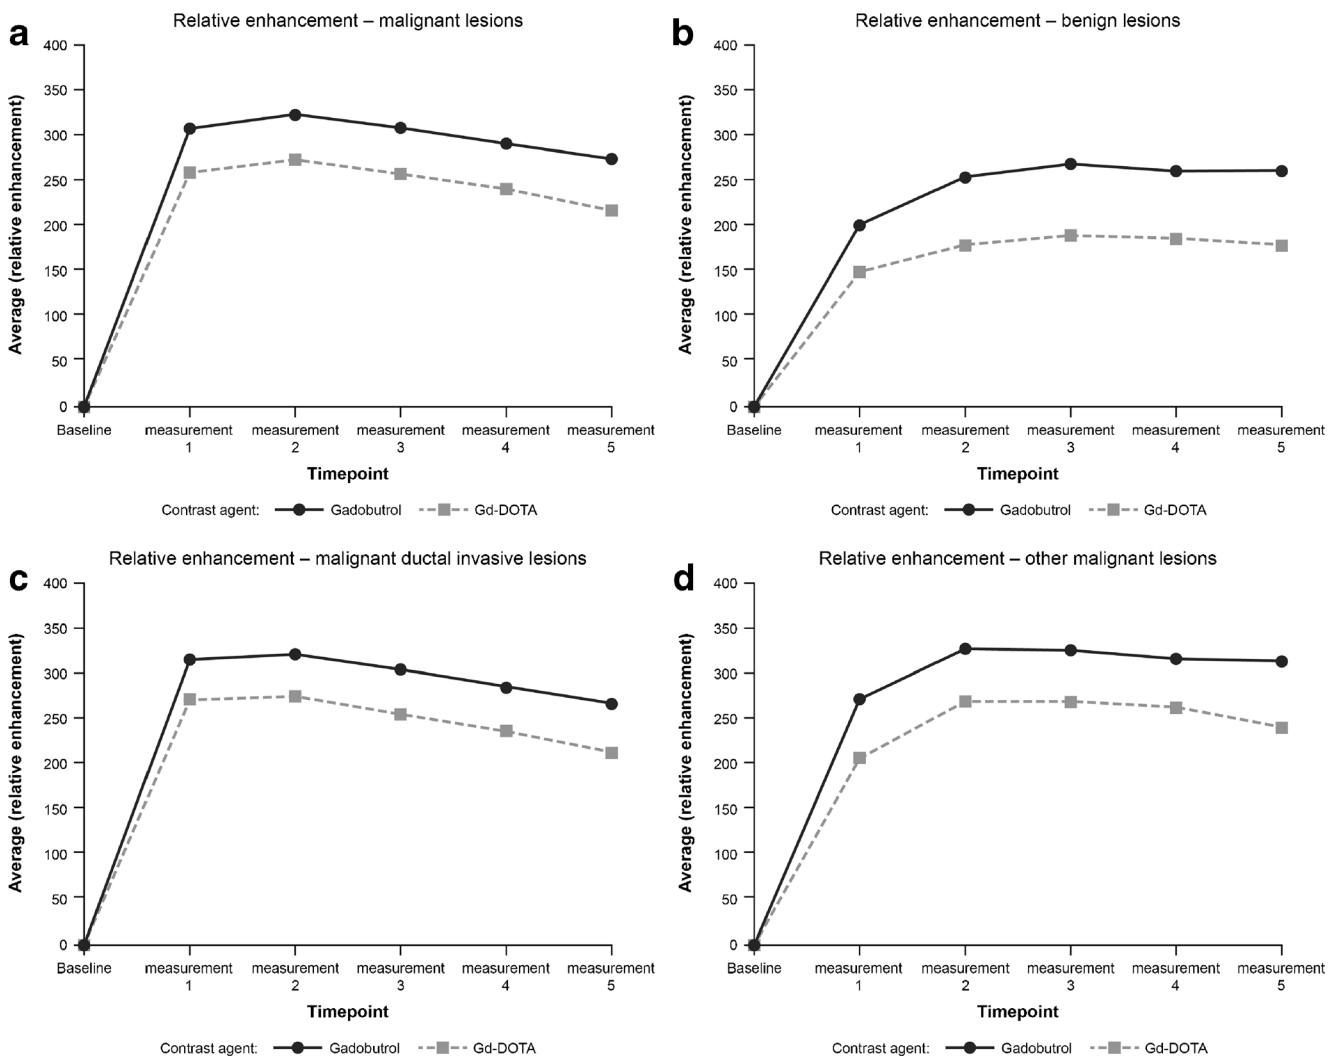 a
Relative enhancement – malignant lesions
Average (relative enhancement)
400
350
300
250
200
150
100
50
0
Baseline measurement 1 measurement 2 measurement 3 measurement 4 measurement 5
Timepoint
Contrast agent: Gadobutrol Gd-DOTA
b
Relative enhancement – benign lesions
Average (relative enhancement)
400
350
300
250
200
150
100
50
0
Baseline measurement 1 measurement 2 measurement 3 measurement 4 measurement 5
Timepoint
Contrast agent: Gadobutrol Gd-DOTA
c
Relative enhancement – malignant ductal invasive lesions
Average (relative enhancement)
400
350
300
250
200
150
100
50
0
Baseline measurement 1 measurement 2 measurement 3 measurement 4 measurement 5
Timepoint
Contrast agent: Gadobutrol Gd-DOTA
d
Relative enhancement – other malignant lesions
Average (relative enhancement)
400
350
300
250
200
150
100
50
0
Baseline measurement 1 measurement 2 measurement 3 measurement 4 measurement 5
Timepoint
Contrast agent: Gadobutrol Gd-DOTA